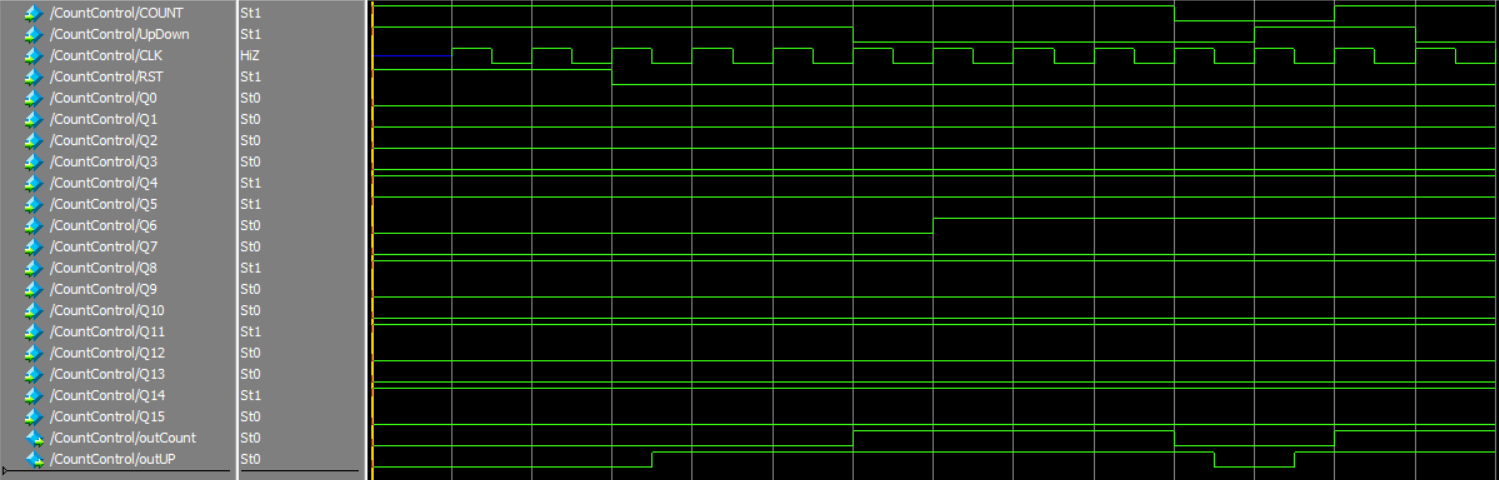 /CountControl/COUNT St1
/CountControl/UpDown St1
/CountControl/CLK HiZ
/CountControl/RST St1
/CountControl/Q0 St0
/CountControl/Q1 St0
/CountControl/Q2 St0
/CountControl/Q3 St0
/CountControl/Q4 St1
/CountControl/Q5 St1
/CountControl/Q6 St0
/CountControl/Q7 St0
/CountControl/Q8 St1
/CountControl/Q9 St0
/CountControl/Q10 St0
/CountControl/Q11 St1
/CountControl/Q12 St0
/CountControl/Q13 St0
/CountControl/Q14 St1
/CountControl/Q15 St0
/CountControl/outCount St0
/CountControl/outUP St0